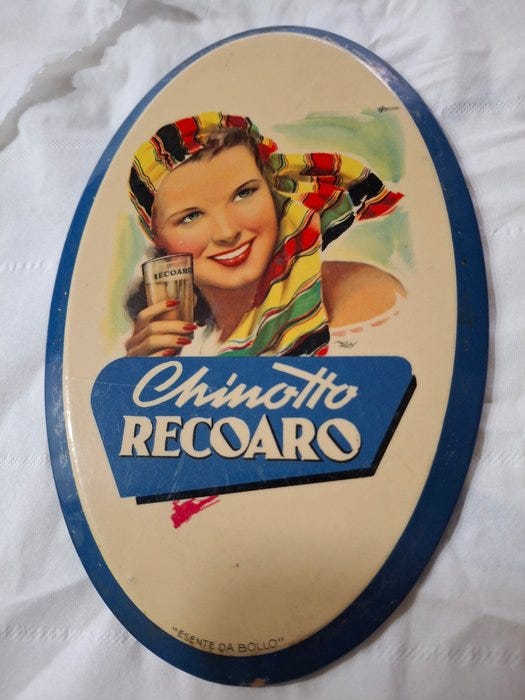 RECOARO
Chinotto
RECOARO
"ESENTE DA BOLLO"